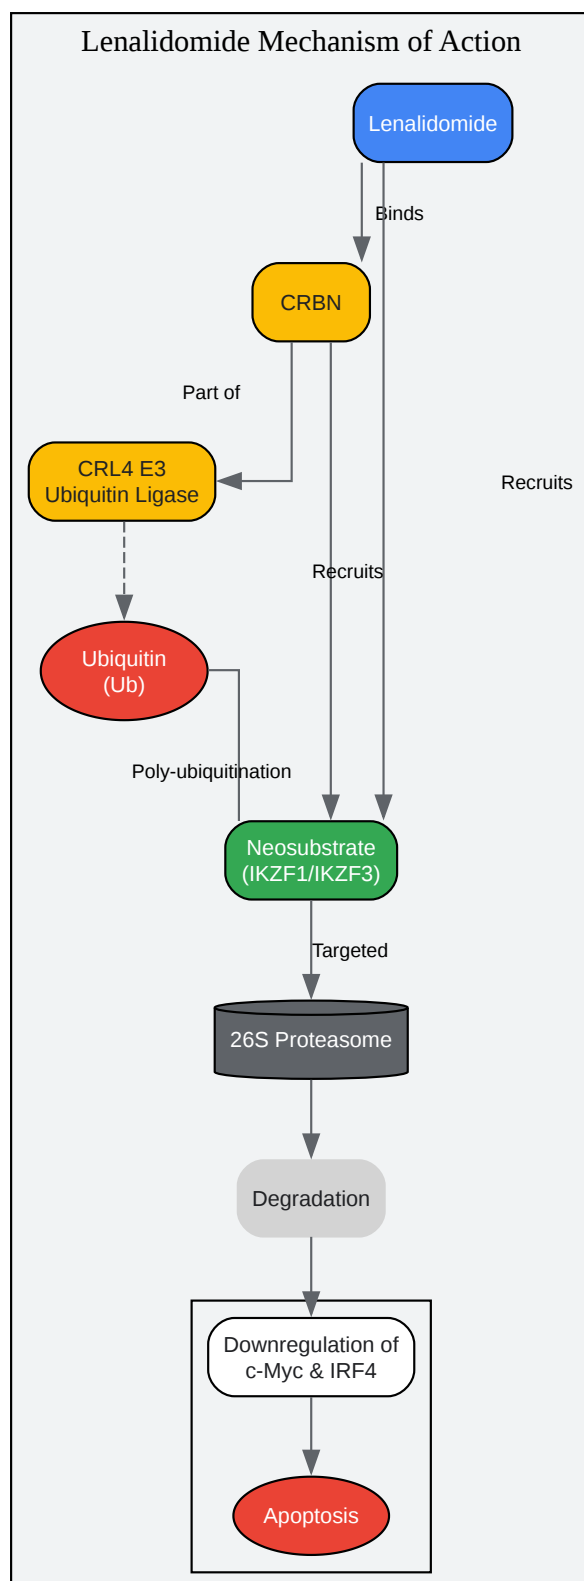 Lenalidomide Mechanism of Action
Lenalidomide
Binds
CRBN
Part of
CRL4 E3
Ubiquitin Ligase
Recruits
Recruits
Ubiquitin
(Ub)
Poly-ubiquitination
Neosubstrate
(IKZF1/IKZF3)
Targeted
26S Proteasome
Degradation
Downregulation of
c-Myc & IRF4
Apoptosis